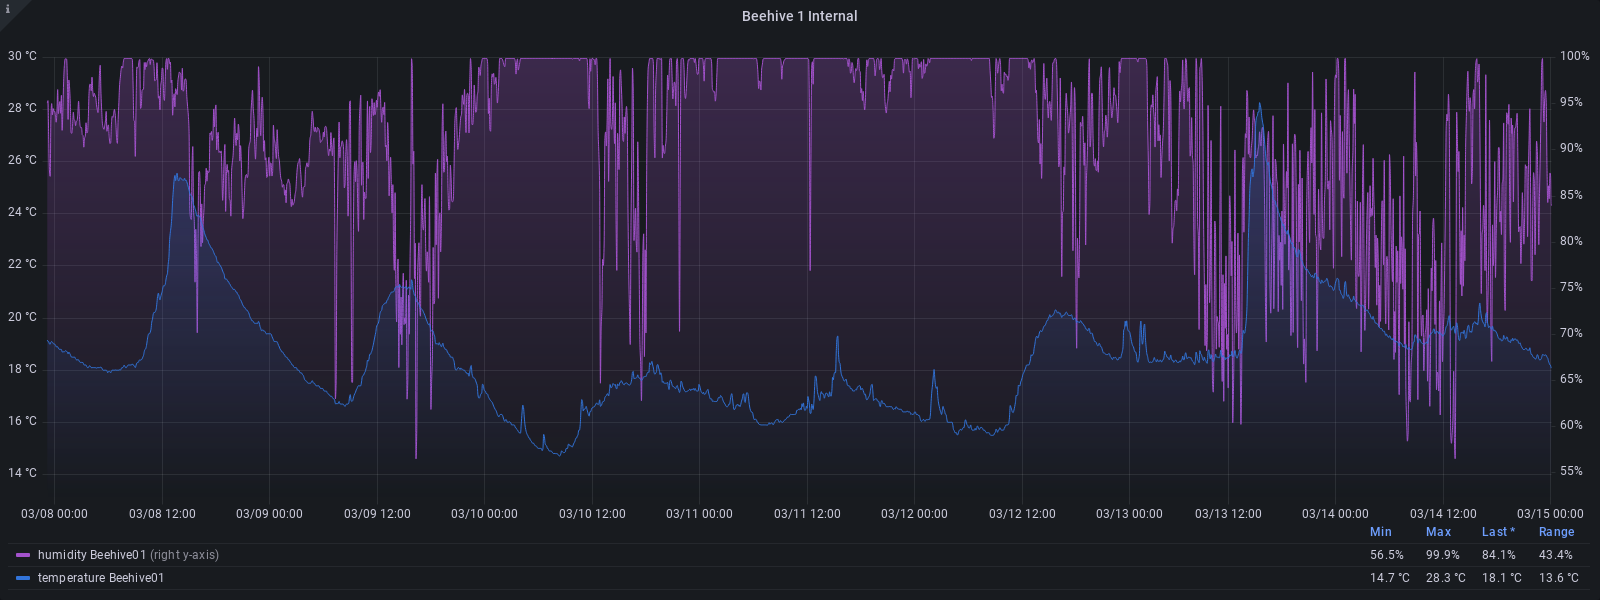 i
Beehive 1 Internal
30 °C 100%
28 °C 95%
26 °C 90%
24 °C 85%
22 °C 80%
20 °C 75%
18 °C 70%
16 °C 65%
14 °C 60%
55%
03/08 00:00 03/08 12:00 03/09 00:00 03/09 12:00 03/10 00:00 03/10 12:00 03/11 00:00 03/11 12:00 03/12 00:00 03/12 12:00 03/13 00:00 03/13 12:00 03/14 00:00 03/14 12:00 03/15 00:00
Min Max Last * Range
humidity Beehive01 (right y-axis) 56.5% 99.9% 84.1% 43.4%
temperature Beehive01 14.7 °C 28.3 °C 18.1 °C 13.6 °C